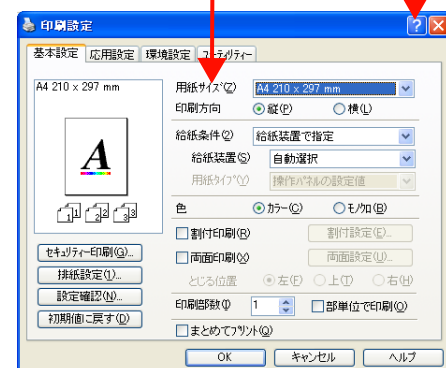 印刷設定
基本設定 応用設定 環境設定 ユーティリティー
A4 210 x 297 mm
A
1 1 2 2 3 3
セキュリティー印刷(G)...
排紙設定(1)...
設定確認(N)...
初期値に戻す(D)
用紙サイズ(Z) A4 210 x 297 mm
印刷方向 縦(P) 横(L)
給紙条件(2) 給紙装置で指定
給紙装置(S) 自動選択
用紙タイプ(Y) 操作パネルの設定値
色 カラー(C) モノクロ(B)
割付印刷(R) 割付設定(E)...
両面印刷(X) 両面設定(U)...
とじる位置 左(F) 上(T) 右(H)
印刷部数(I) 1 部単位で印刷(O)
まとめてプリント(Q)
OK キャンセル ヘルプ